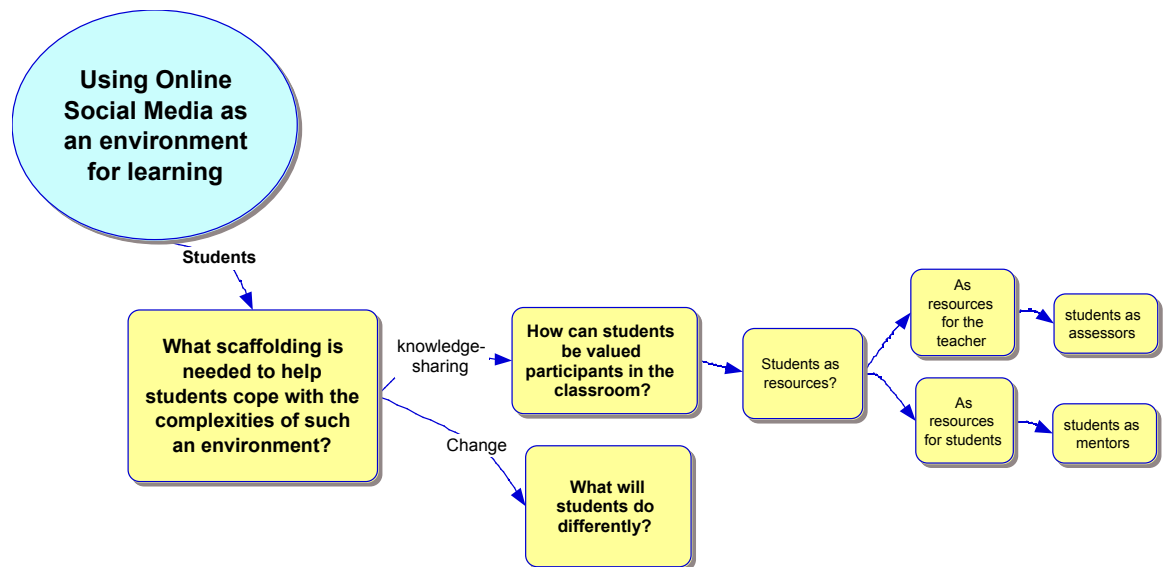 Using Online
Social Media as
an environment
for learning
Students
What scaffolding is
needed to help
students cope with the
complexities of such
an environment?
knowledge-
sharing
How can students
be valued
participants in the
classroom?
Students as
resources?
As
resources
for the
teacher
students as
assessors
As
resources
for students
students as
mentors
Change
What will
students do
differently?